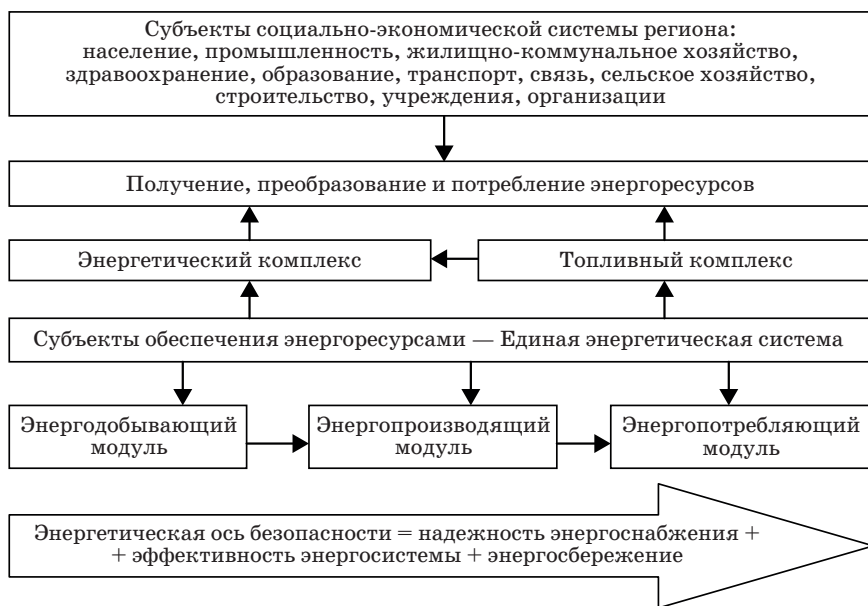 Субъекты социально-экономической системы региона:
население, промышленность, жилищно-коммунальное хозяйство,
здравоохранение, образование, транспорт, связь, сельское хозяйство,
строительство, учреждения, организации
Получение, преобразование и потребление энергоресурсов
Энергетический комплекс
Топливный комплекс
Субъекты обеспечения энергоресурсами — Единая энергетическая система
Энергодобывающий
модуль
Энергопроизводящий
модуль
Энергопотребляющий
модуль
Энергетическая ось безопасности = надежность энергоснабжения +
+ эффективность энергосистемы + энергосбережение